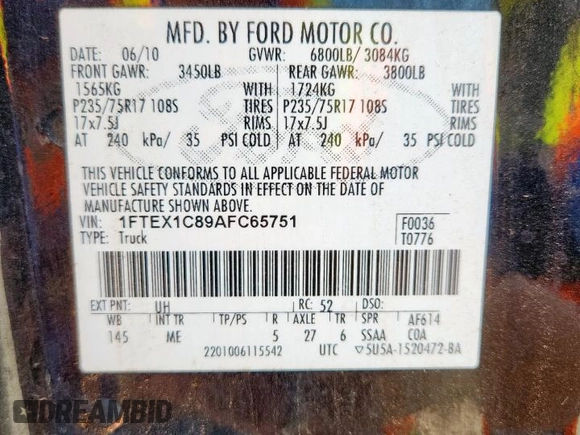 MFD. BY FORD MOTOR CO.
DATE: 06/10 GVWR: 6800LB/ 3084KG
FRONT GAWR: 3450LB REAR GAWR: 3800LB
1565KG WITH 1724KG WITH
P235/75R17 108S TIRES P235/75R17 108S TIRES
17x7.5J RIMS 17x7.5J RIMS
AT 240 kPa/ 35 PSI COLD AT 240 kPa/ 35 PSI COLD
THIS VEHICLE CONFORMS TO ALL APPLICABLE FEDERAL MOTOR
VEHICLE SAFETY STANDARDS IN EFFECT ON THE DATE OF
MANUFACTURE SHOWN ABOVE.
VIN: 1FTEX1C89AFC65751 F0036
TYPE: Truck T0776
EXT PNT: UH RC: 52 DSO:
WB INT TR TP/PS R AXLE TR SPR AF614
145 ME 5 27 6 SSAA COA
2201006115542 UTC ▽5U5A-1520472-BA
DREAMBID